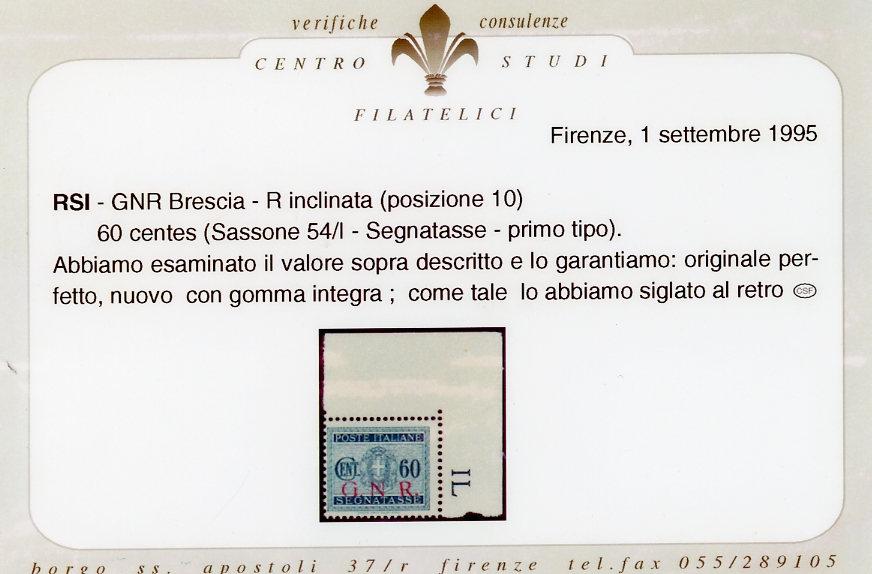 verifiche consulenze
CENTRO STUDI
FILATELICI
Firenze, 1 settembre 1995
RSI - GNR Brescia - R inclinata (posizione 10)
60 centes (Sassone 54/I - Segnatasse - primo tipo).
Abbiamo esaminato il valore sopra descritto e lo garantiamo: originale per-
fetto, nuovo con gomma integra ; come tale lo abbiamo siglato al retro CSF
POSTE ITALIANE
CENT. 60
G. N. R.
SEGNATASSE
IL
borgo ss. apostoli 37/r firenze tel.fax 055/289105